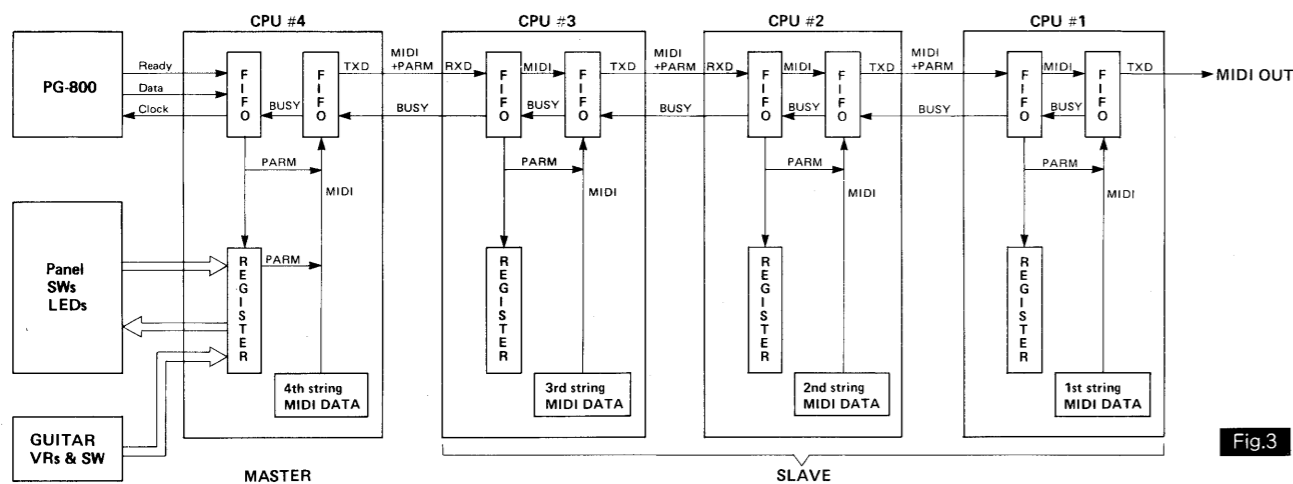 CPU #4 CPU #3 CPU #2 CPU #1
PG-800
Ready
Data
Clock
FIFO
BUSY
FIFO
TXD
MIDI
+PARM
BUSY
PARM
MIDI
REGISTER
PARM
4th string
MIDI DATA
Panel
SWs
LEDs
GUITAR
VRs & SW
MASTER
RXD
FIFO
MIDI
BUSY
FIFO
TXD
MIDI
+PARM
BUSY
PARM
MIDI
REGISTER
3rd string
MIDI DATA
RXD
FIFO
MIDI
BUSY
FIFO
TXD
MIDI
+PARM
BUSY
PARM
MIDI
REGISTER
2nd string
MIDI DATA
FIFO
MIDI
BUSY
FIFO
TXD
MIDI OUT
PARM
MIDI
REGISTER
1st string
MIDI DATA
SLAVE
Fig.3